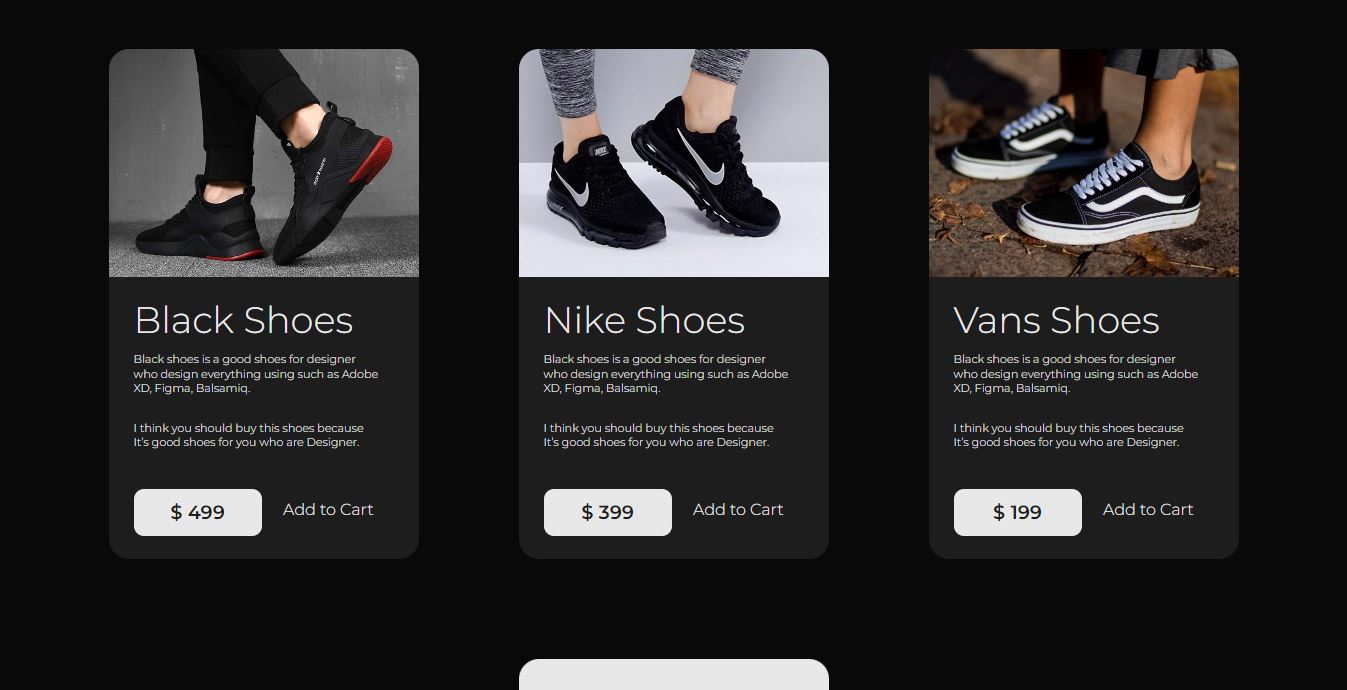 Black Shoes
Black shoes is a good shoes for designer
who design everything using such as Adobe
XD, Figma, Balsamiq.
I think you should buy this shoes because
It's good shoes for you who are Designer.
$ 499 Add to Cart
NIKE
Nike Shoes
Black shoes is a good shoes for designer
who design everything using such as Adobe
XD, Figma, Balsamiq.
I think you should buy this shoes because
It's good shoes for you who are Designer.
$ 399 Add to Cart
Vans Shoes
Black shoes is a good shoes for designer
who design everything using such as Adobe
XD, Figma, Balsamiq.
I think you should buy this shoes because
It's good shoes for you who are Designer.
$ 199 Add to Cart